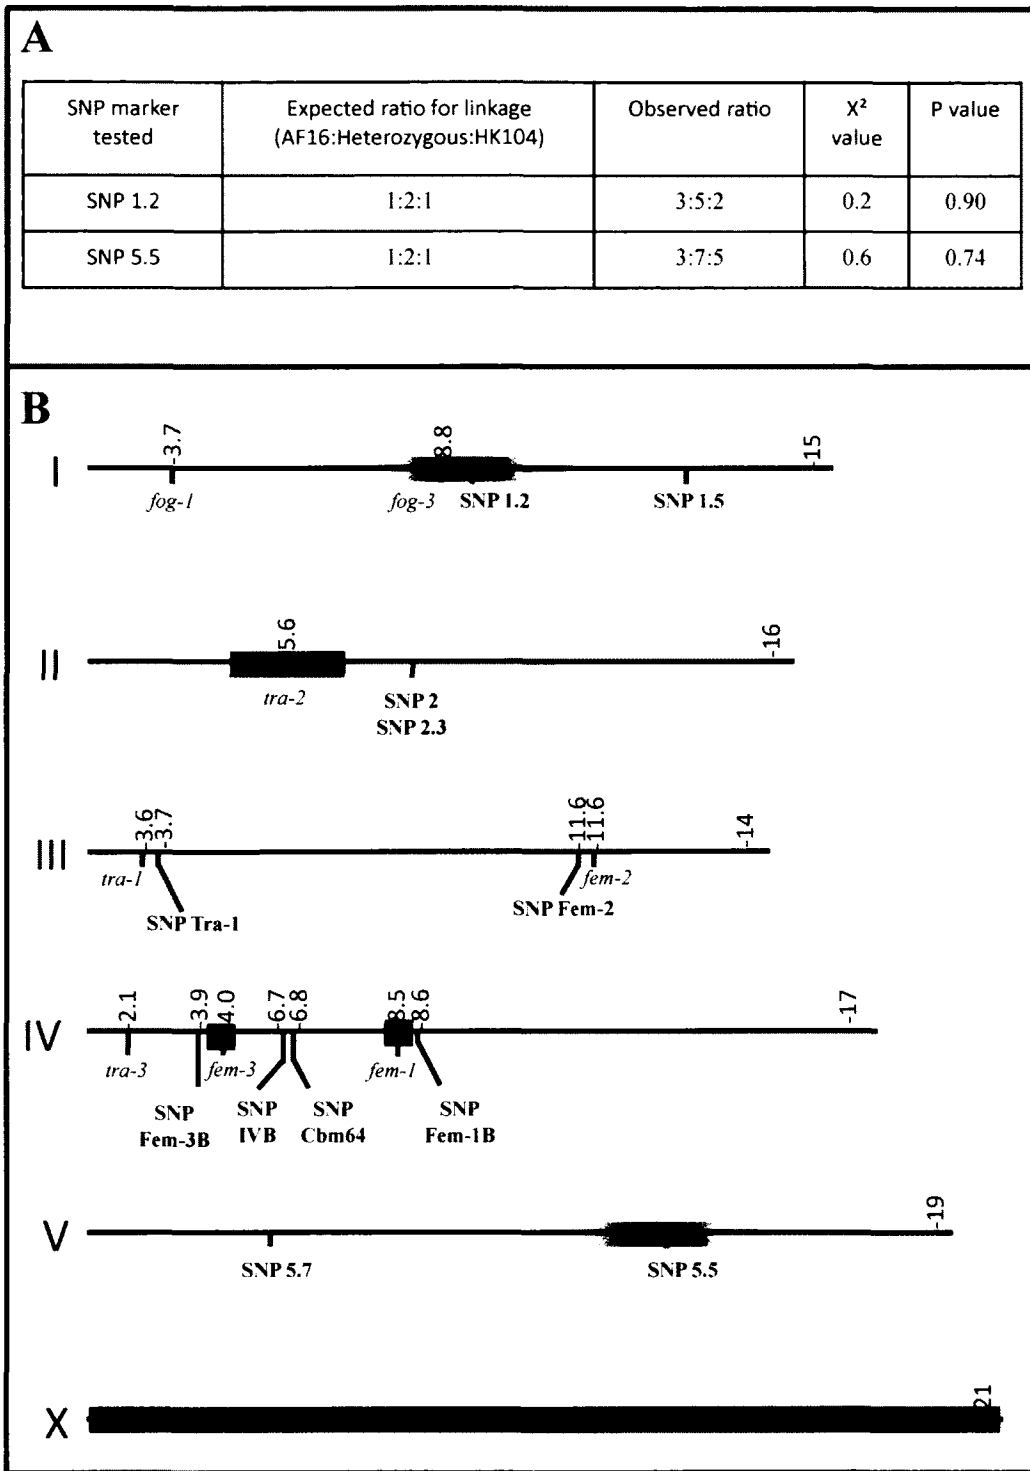 A
SNP marker tested
Expected ratio for linkage (AF16:Heterozygous:HK104)
Observed ratio
X² value
P value
SNP 1.2
1:2:1
3:5:2
0.2
0.90
SNP 5.5
1:2:1
3:7:5
0.6
0.74
B
I
-3.7
8.8
-15
fog-1
fog-3
SNP 1.2
SNP 1.5
II
5.6
-16
tra-2
SNP 2
SNP 2.3
III
-3.6
-3.7
-11.6
-11.6
-14
tra-1
fem-2
SNP Tra-1
SNP Fem-2
IV
-2.1
-3.9
4.0
6.7
-6.8
8.5
-8.6
-17
tra-3
fem-3
fem-1
SNP Fem-3B
SNP IVB
SNP Cbm64
SNP Fem-1B
V
-19
SNP 5.7
SNP 5.5
X
21